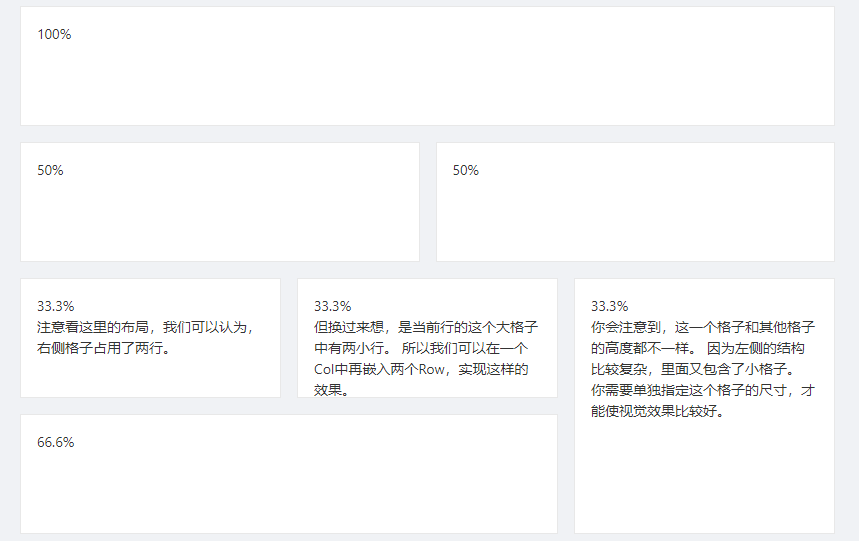 100%
50%
50%
33.3%
注意看这里的布局，我们可以认为，
右侧格子占用了两行。
33.3%
但换过来想，是当前行的这个大格子
中有两小行。 所以我们可以在一个
Col中再嵌入两个Row，实现这样的
效果。
33.3%
你会注意到，这一个格子和其他格子
的高度都不一样。 因为左侧的结构
比较复杂，里面又包含了小格子。
你需要单独指定这个格子的尺寸，才
能使视觉效果比较好。
66.6%